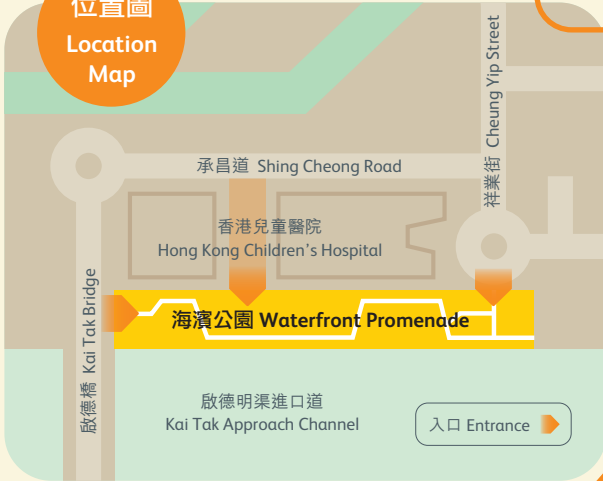 位置圖
Location
Map
祥業街 Cheung Yip Street
承昌道 Shing Cheong Road
香港兒童醫院
Hong Kong Children's Hospital
啟德橋 Kai Tak Bridge
海濱公園 Waterfront Promenade
啟德明渠進口道
Kai Tak Approach Channel
入口 Entrance